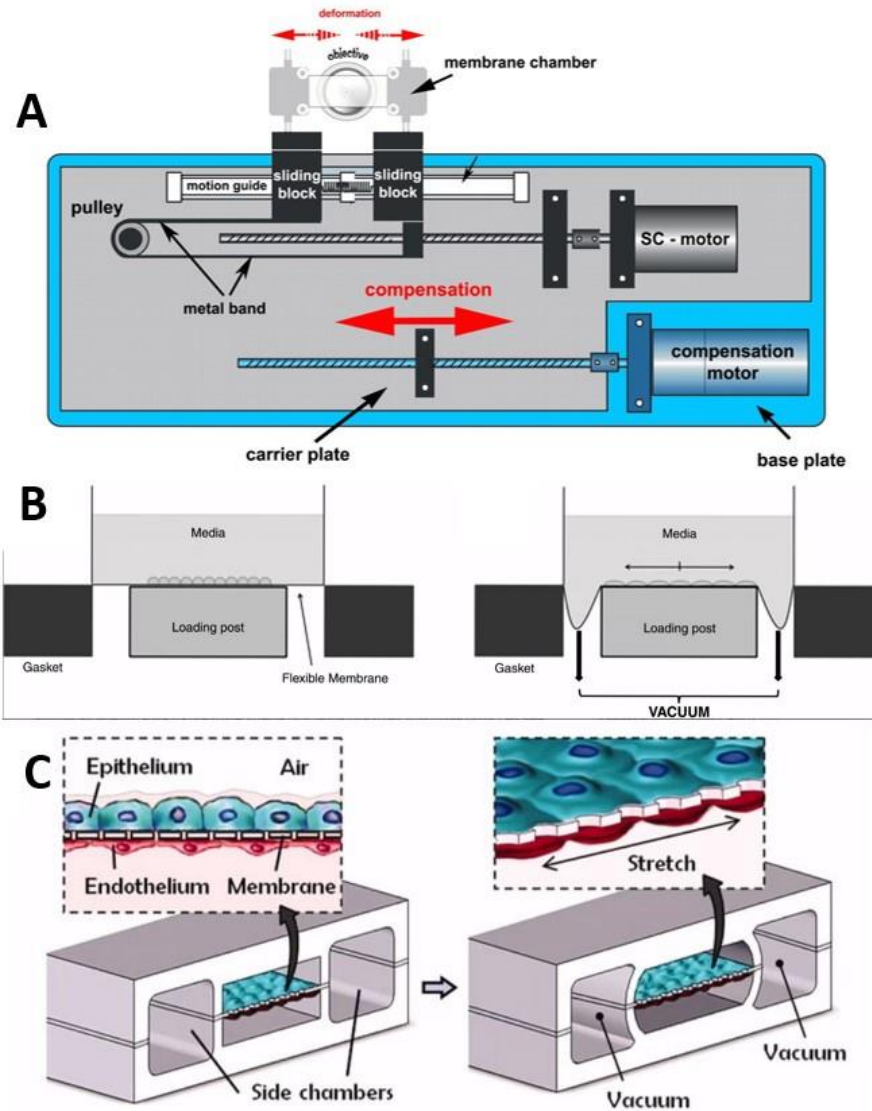 deformation
objective
membrane chamber
A
motion guide
sliding
block
sliding
block
pulley
SC - motor
metal band
compensation
compensation
motor
carrier plate
base plate
B
Media
Loading post
Gasket
Flexible Membrane
Media
Loading post
Gasket
VACUUM
C
Epithelium
Air
Endothelium
Membrane
Stretch
Side chambers
Vacuum
Vacuum